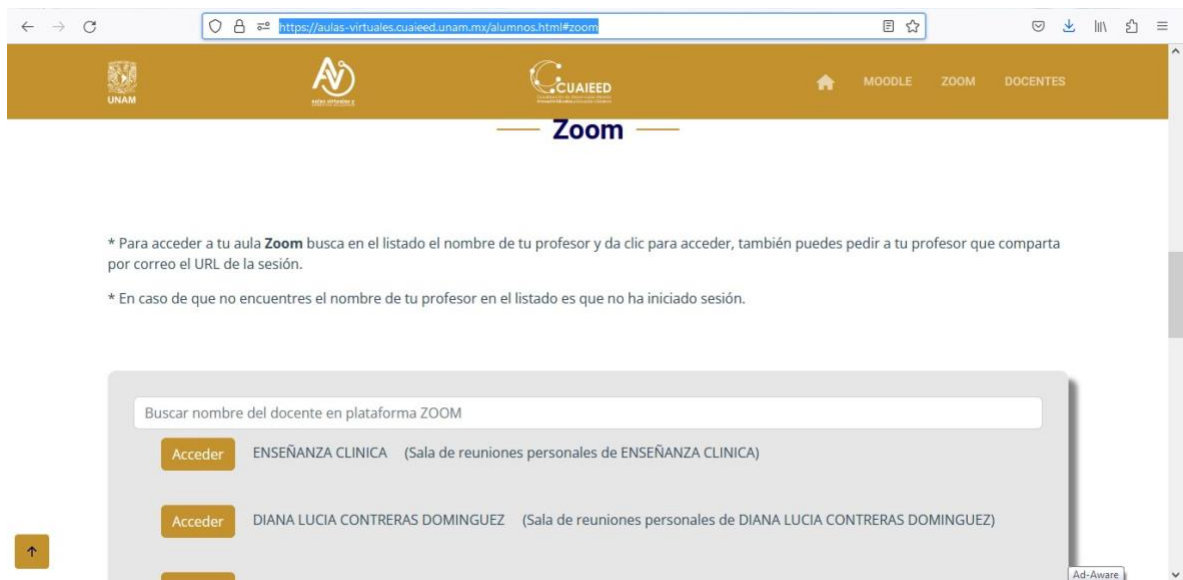 https://aulas-virtuales.cuaieed.unam.mx/alumnos.html#zoom
UNAM
aulas virtuales
CUAIEED
MOODLE ZOOM DOCENTES
Zoom
* Para acceder a tu aula Zoom busca en el listado el nombre de tu profesor y da clic para acceder, también puedes pedir a tu profesor que comparta
por correo el URL de la sesión.
* En caso de que no encuentres el nombre de tu profesor en el listado es que no ha iniciado sesión.
Buscar nombre del docente en plataforma ZOOM
Acceder ENSEÑANZA CLINICA (Sala de reuniones personales de ENSEÑANZA CLINICA)
Acceder DIANA LUCIA CONTRERAS DOMINGUEZ (Sala de reuniones personales de DIANA LUCIA CONTRERAS DOMINGUEZ)
Ad-Aware